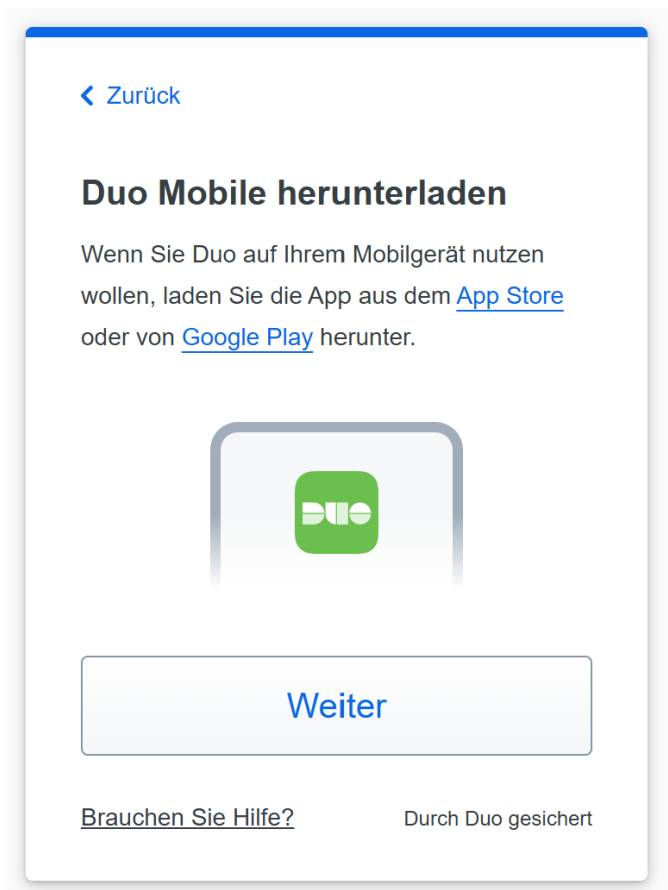 Zurück
Duo Mobile herunterladen
Wenn Sie Duo auf Ihrem Mobilgerät nutzen
wollen, laden Sie die App aus dem App Store
oder von Google Play herunter.
DUO
Weiter
Brauchen Sie Hilfe? Durch Duo gesichert